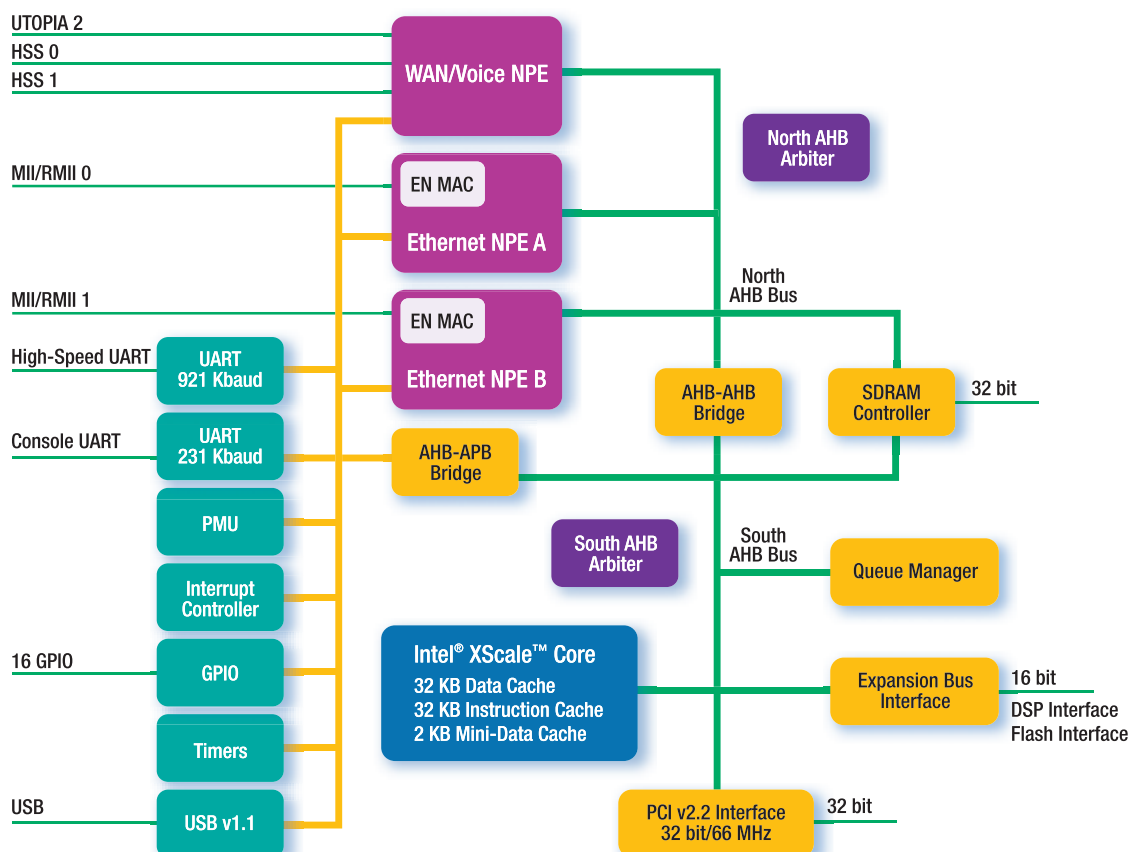 UTOPIA 2
HSS 0
HSS 1
WAN/Voice NPE
North AHB
Arbiter
MII/RMII 0
EN MAC
Ethernet NPE A
MII/RMII 1
EN MAC
Ethernet NPE B
North
AHB Bus
High-Speed UART
UART
921 Kbaud
AHB-AHB
Bridge
SDRAM
Controller
32 bit
Console UART
UART
231 Kbaud
AHB-APB
Bridge
PMU
South AHB
Arbiter
South
AHB Bus
Queue Manager
Interrupt
Controller
Intel® XScale™ Core
32 KB Data Cache
32 KB Instruction Cache
2 KB Mini-Data Cache
16 GPIO
GPIO
Expansion Bus
Interface
16 bit
DSP Interface
Flash Interface
Timers
USB
USB v1.1
PCI v2.2 Interface
32 bit/66 MHz
32 bit